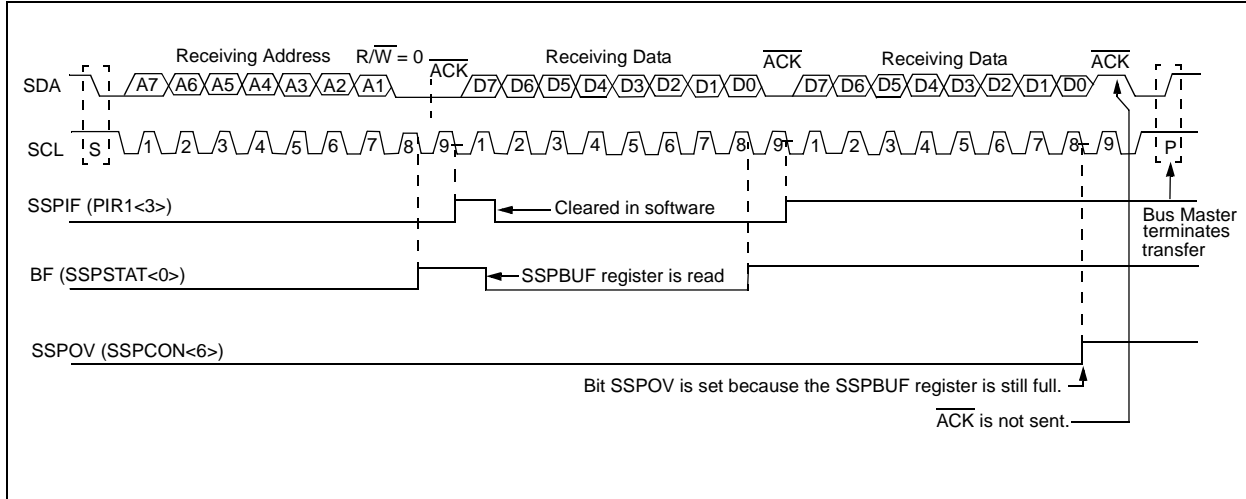 Receiving Address R/W = 0 ACK Receiving Data ACK Receiving Data ACK
SDA A7 A6 A5 A4 A3 A2 A1 D7 D6 D5 D4 D3 D2 D1 D0 D7 D6 D5 D4 D3 D2 D1 D0
SCL S 1 2 3 4 5 6 7 8 9 1 2 3 4 5 6 7 8 9 1 2 3 4 5 6 7 8 9 P
SSPIF (PIR1<3>) Cleared in software
Bus Master
terminates
transfer
BF (SSPSTAT<0>) SSPBUF register is read
SSPOV (SSPCON<6>)
Bit SSPOV is set because the SSPBUF register is still full.
ACK is not sent.